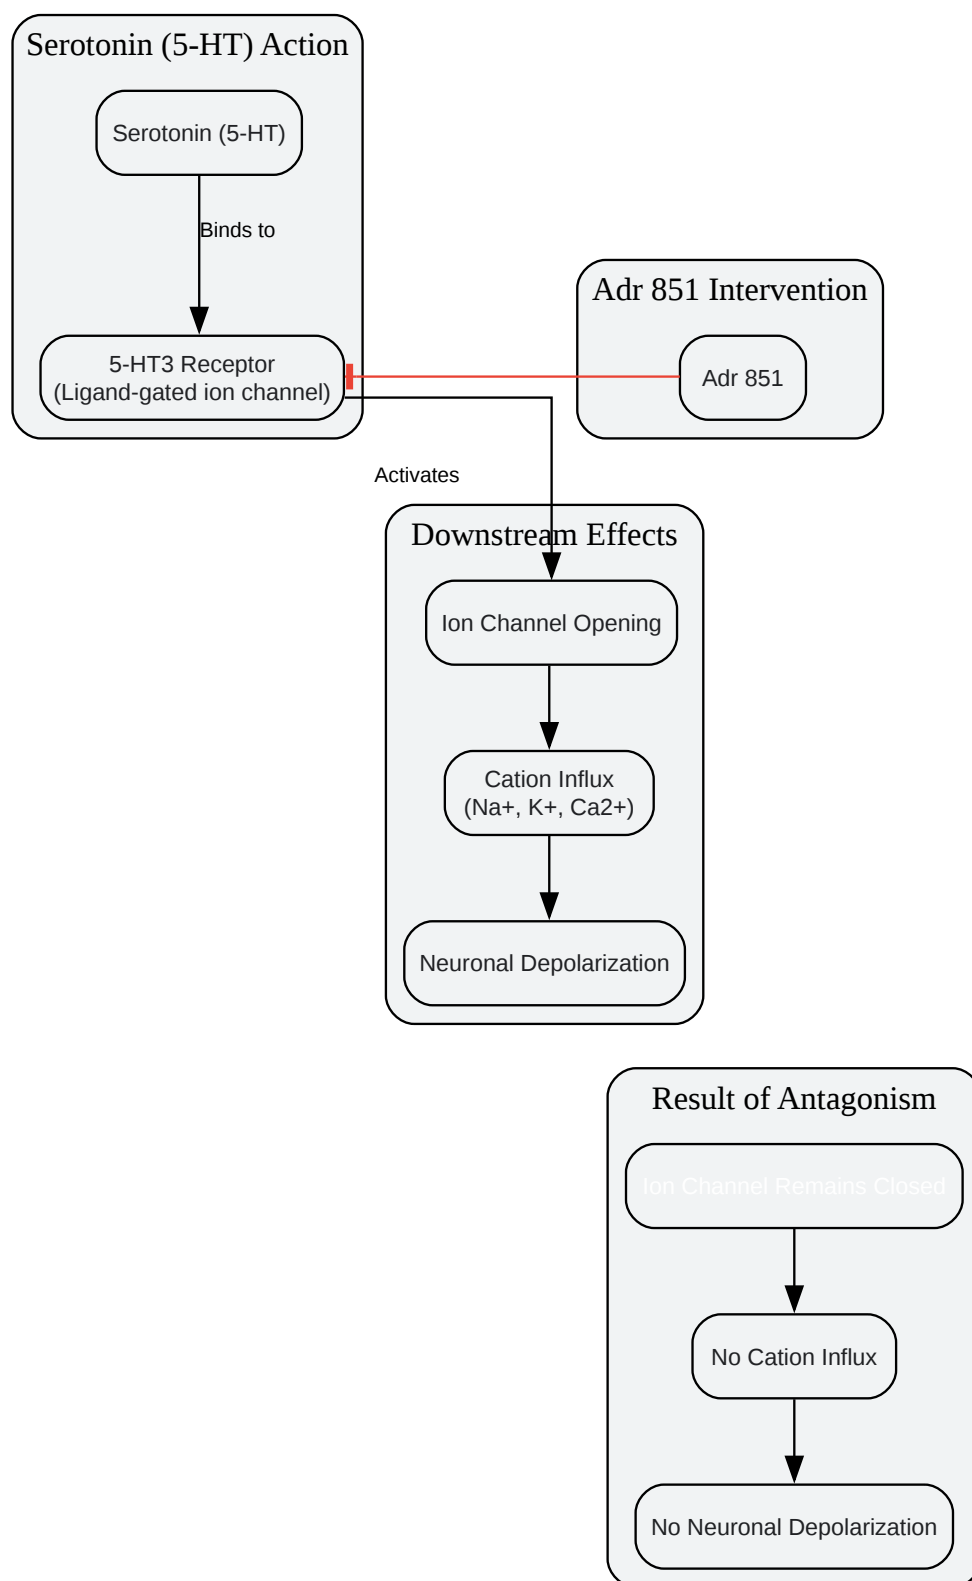 Serotonin (5-HT) Action
Serotonin (5-HT)
Binds to
5-HT3 Receptor
(Ligand-gated ion channel)
Adr 851 Intervention
Adr 851
Activates
Downstream Effects
Ion Channel Opening
Cation Influx
(Na+, K+, Ca2+)
Neuronal Depolarization
Result of Antagonism
Ion Channel Remains Closed
No Cation Influx
No Neuronal Depolarization